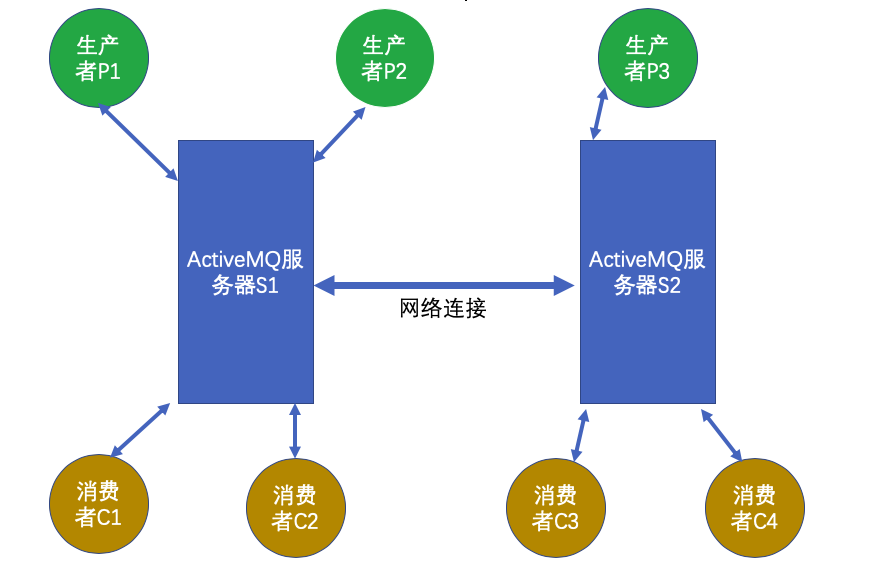 生产
者P1
生产
者P2
生产
者P3
ActiveMQ服
务器S1
ActiveMQ服
务器S2
网络连接
消费
者C1
消费
者C2
消费
者C3
消费
者C4